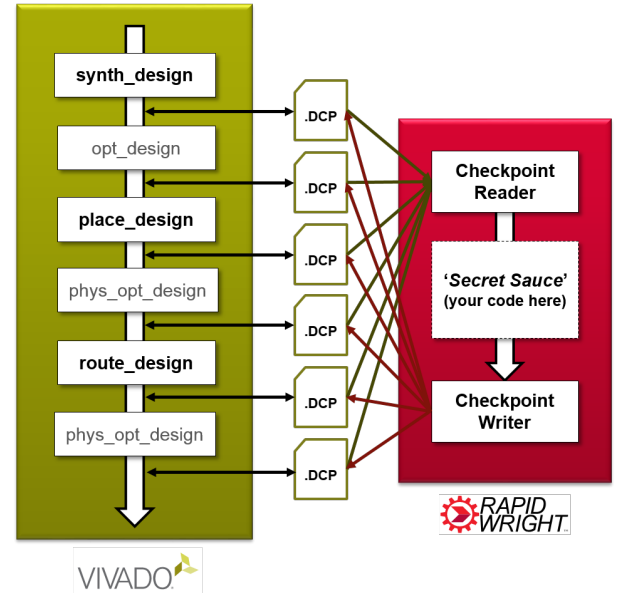 synth_design
.DCP
opt_design
.DCP
place_design
.DCP
phys_opt_design
.DCP
route_design
.DCP
phys_opt_design
.DCP
Checkpoint
Reader
‘Secret Sauce’
(your code here)
Checkpoint
Writer
RAPID
WRIGHT™
VIVADO